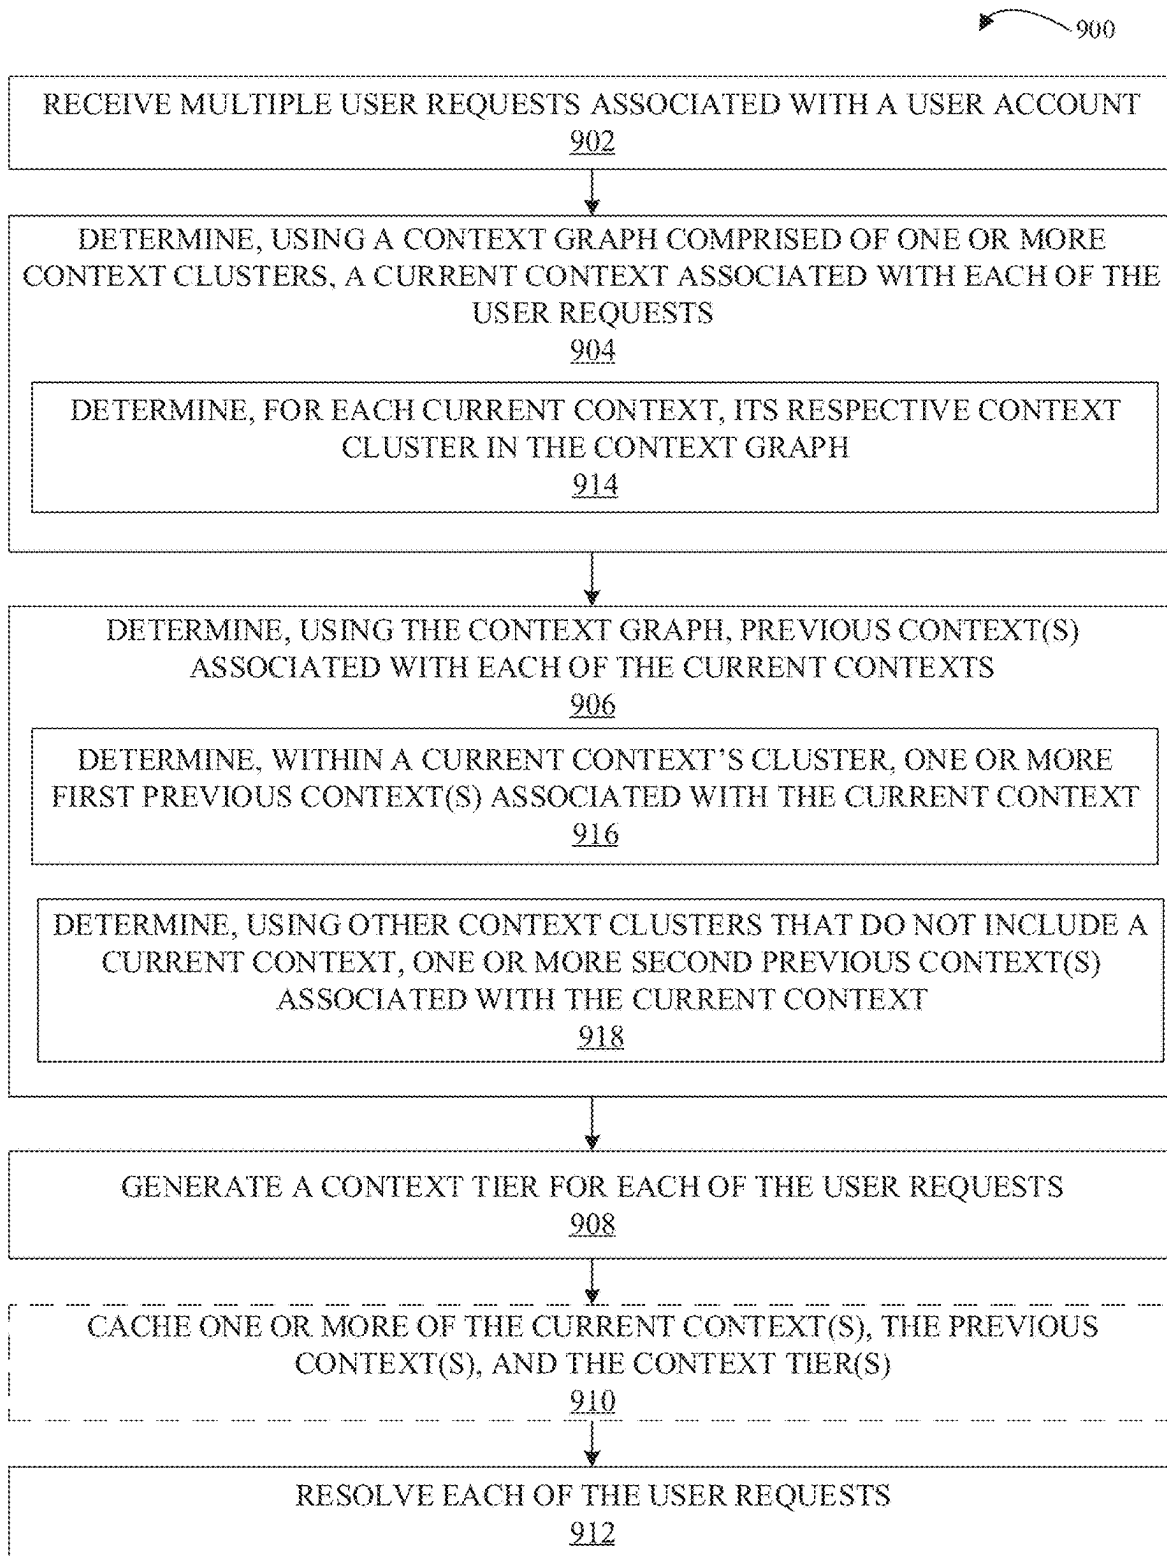 900
RECEIVE MULTIPLE USER REQUESTS ASSOCIATED WITH A USER ACCOUNT
902
DETERMINE, USING A CONTEXT GRAPH COMPRISED OF ONE OR MORE
CONTEXT CLUSTERS, A CURRENT CONTEXT ASSOCIATED WITH EACH OF THE
USER REQUESTS
904
DETERMINE, FOR EACH CURRENT CONTEXT, ITS RESPECTIVE CONTEXT
CLUSTER IN THE CONTEXT GRAPH
914
DETERMINE, USING THE CONTEXT GRAPH, PREVIOUS CONTEXT(S)
ASSOCIATED WITH EACH OF THE CURRENT CONTEXTS
906
DETERMINE, WITHIN A CURRENT CONTEXT'S CLUSTER, ONE OR MORE
FIRST PREVIOUS CONTEXT(S) ASSOCIATED WITH THE CURRENT CONTEXT
916
DETERMINE, USING OTHER CONTEXT CLUSTERS THAT DO NOT INCLUDE A
CURRENT CONTEXT, ONE OR MORE SECOND PREVIOUS CONTEXT(S)
ASSOCIATED WITH THE CURRENT CONTEXT
918
GENERATE A CONTEXT TIER FOR EACH OF THE USER REQUESTS
908
CACHE ONE OR MORE OF THE CURRENT CONTEXT(S), THE PREVIOUS
CONTEXT(S), AND THE CONTEXT TIER(S)
910
RESOLVE EACH OF THE USER REQUESTS
912